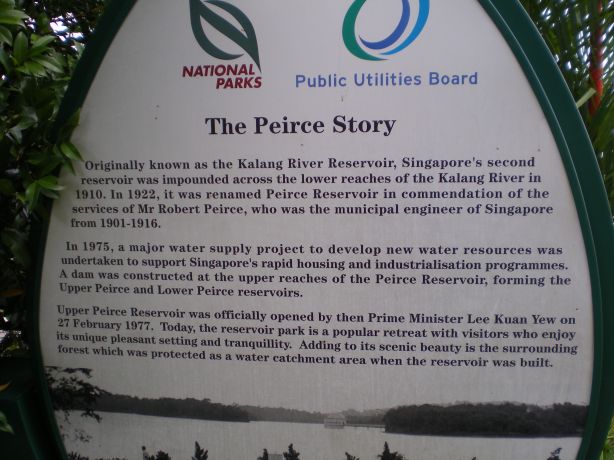 NATIONAL
PARKS
Public Utilities Board
The Peirce Story
Originally known as the Kalang River Reservoir, Singapore's second
reservoir was impounded across the lower reaches of the Kalang River in
1910. In 1922, it was renamed Peirce Reservoir in commendation of the
services of Mr Robert Peirce, who was the municipal engineer of Singapore
from 1901-1916.
In 1975, a major water supply project to develop new water resources was
undertaken to support Singapore's rapid housing and industrialisation programmes.
A dam was constructed at the upper reaches of the Peirce Reservoir, forming the
Upper Peirce and Lower Peirce reservoirs.
Upper Peirce Reservoir was officially opened by then Prime Minister Lee Kuan Yew on
27 February 1977. Today, the reservoir park is a popular retreat with visitors who enjoy
its unique pleasant setting and tranquillity. Adding to its scenic beauty is the surrounding
forest which was protected as a water catchment area when the reservoir was built.